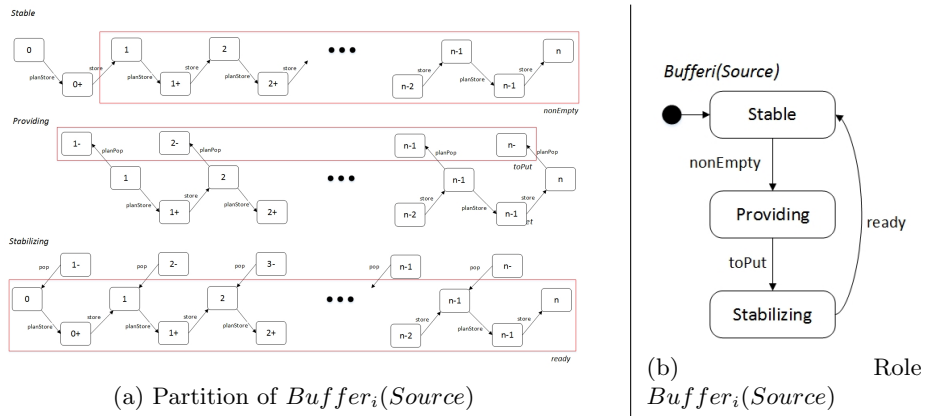 Stable
0
planStore
0+
store
1
planStore
1+
store
2
planStore
2+
store
n-2
n-1
planStore
n-1
store
n
nonEmpty
Providing
1-
planPop
1
planStore
1+
store
2-
planPop
2
planStore
2+
n-2
store
n-1
planPop
n-1
planStore
n-1
store
n-
planPop
n
toPut
et
Stabilizing
1-
pop
0
planStore
0+
store
2-
pop
1
planStore
1+
store
3-
pop
2
planStore
2+
n-1
pop
n-2
store
n-
pop
n-1
planStore
n-1
store
n
ready
(a) Partition of Buffer_i(Source)
Bufferi(Source)
Stable
nonEmpty
Providing
toPut
Stabilizing
ready
(b) Role
Buffer_i(Source)